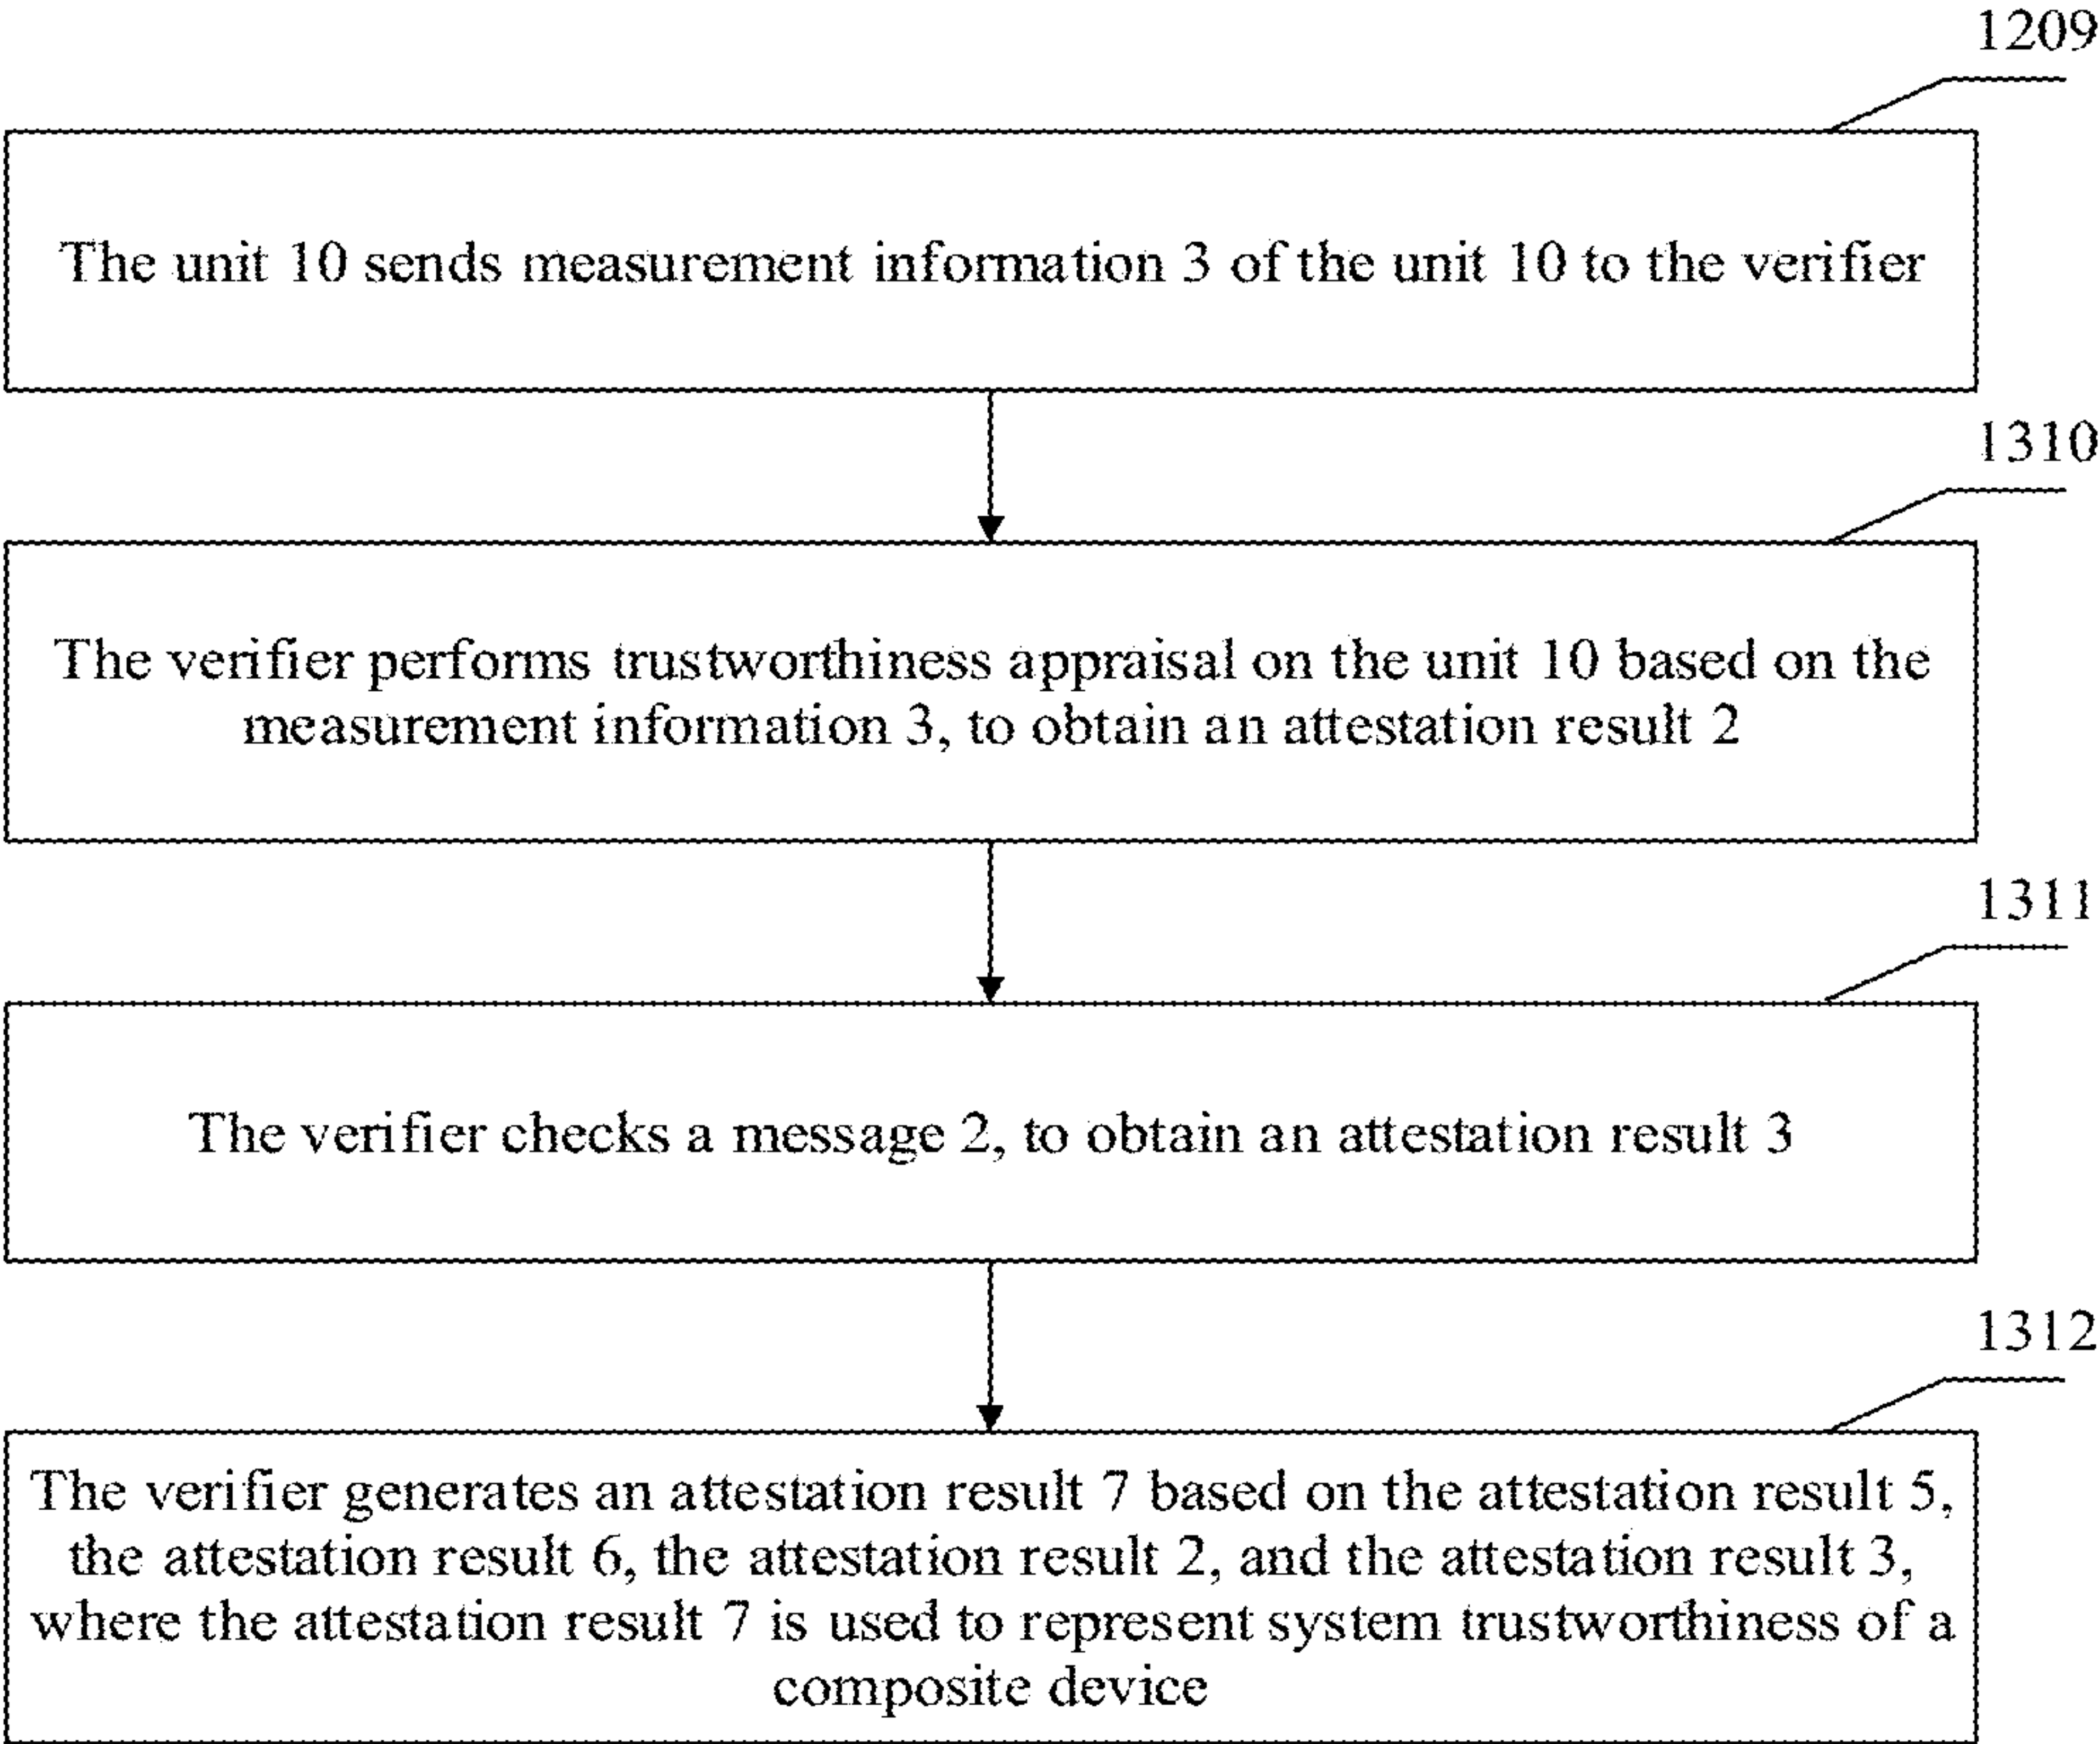 1209
The unit 10 sends measurement information 3 of the unit 10 to the verifier
1310
The verifier performs trustworthiness appraisal on the unit 10 based on the
measurement information 3, to obtain an attestation result 2
1311
The verifier checks a message 2, to obtain an attestation result 3
1312
The verifier generates an attestation result 7 based on the attestation result 5,
the attestation result 6, the attestation result 2, and the attestation result 3,
where the attestation result 7 is used to represent system trustworthiness of a
composite device